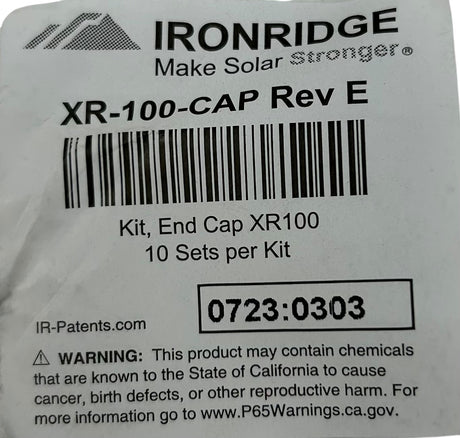 IRONRIDGE
Make Solar Stronger®
XR-100-CAP Rev E
Kit, End Cap XR100
10 Sets per Kit
0723:0303
IR-Patents.com
⚠ WARNING: This product may contain chemicals
that are known to the State of California to cause
cancer, birth defects, or other reproductive harm. For
more information go to www.P65Warnings.ca.gov.